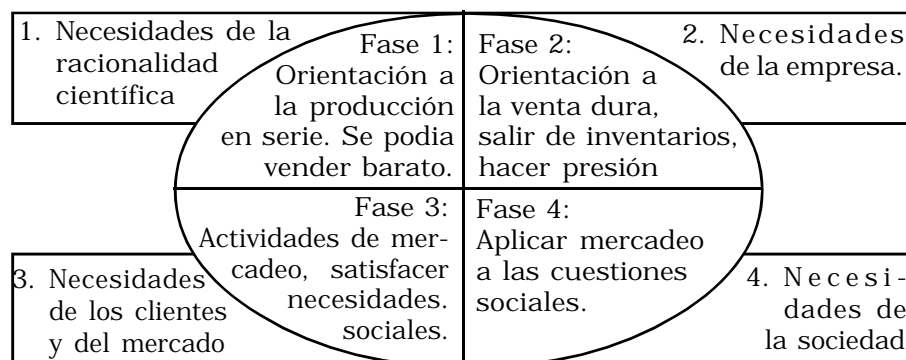 1. Necesidades de la
racionalidad
científica
Fase 1:
Orientación a
la producción
en serie. Se podia
vender barato.
Fase 2:
Orientación a
la venta dura,
salir de inventarios,
hacer presión
2. Necesidades
de la empresa.
3. Necesidades
de los clientes
y del mercado
Fase 3:
Actividades de mer-
cadeo, satisfacer
necesidades.
sociales.
Fase 4:
Aplicar mercadeo
a las cuestiones
sociales.
4. Necesi-
dades de
la sociedad